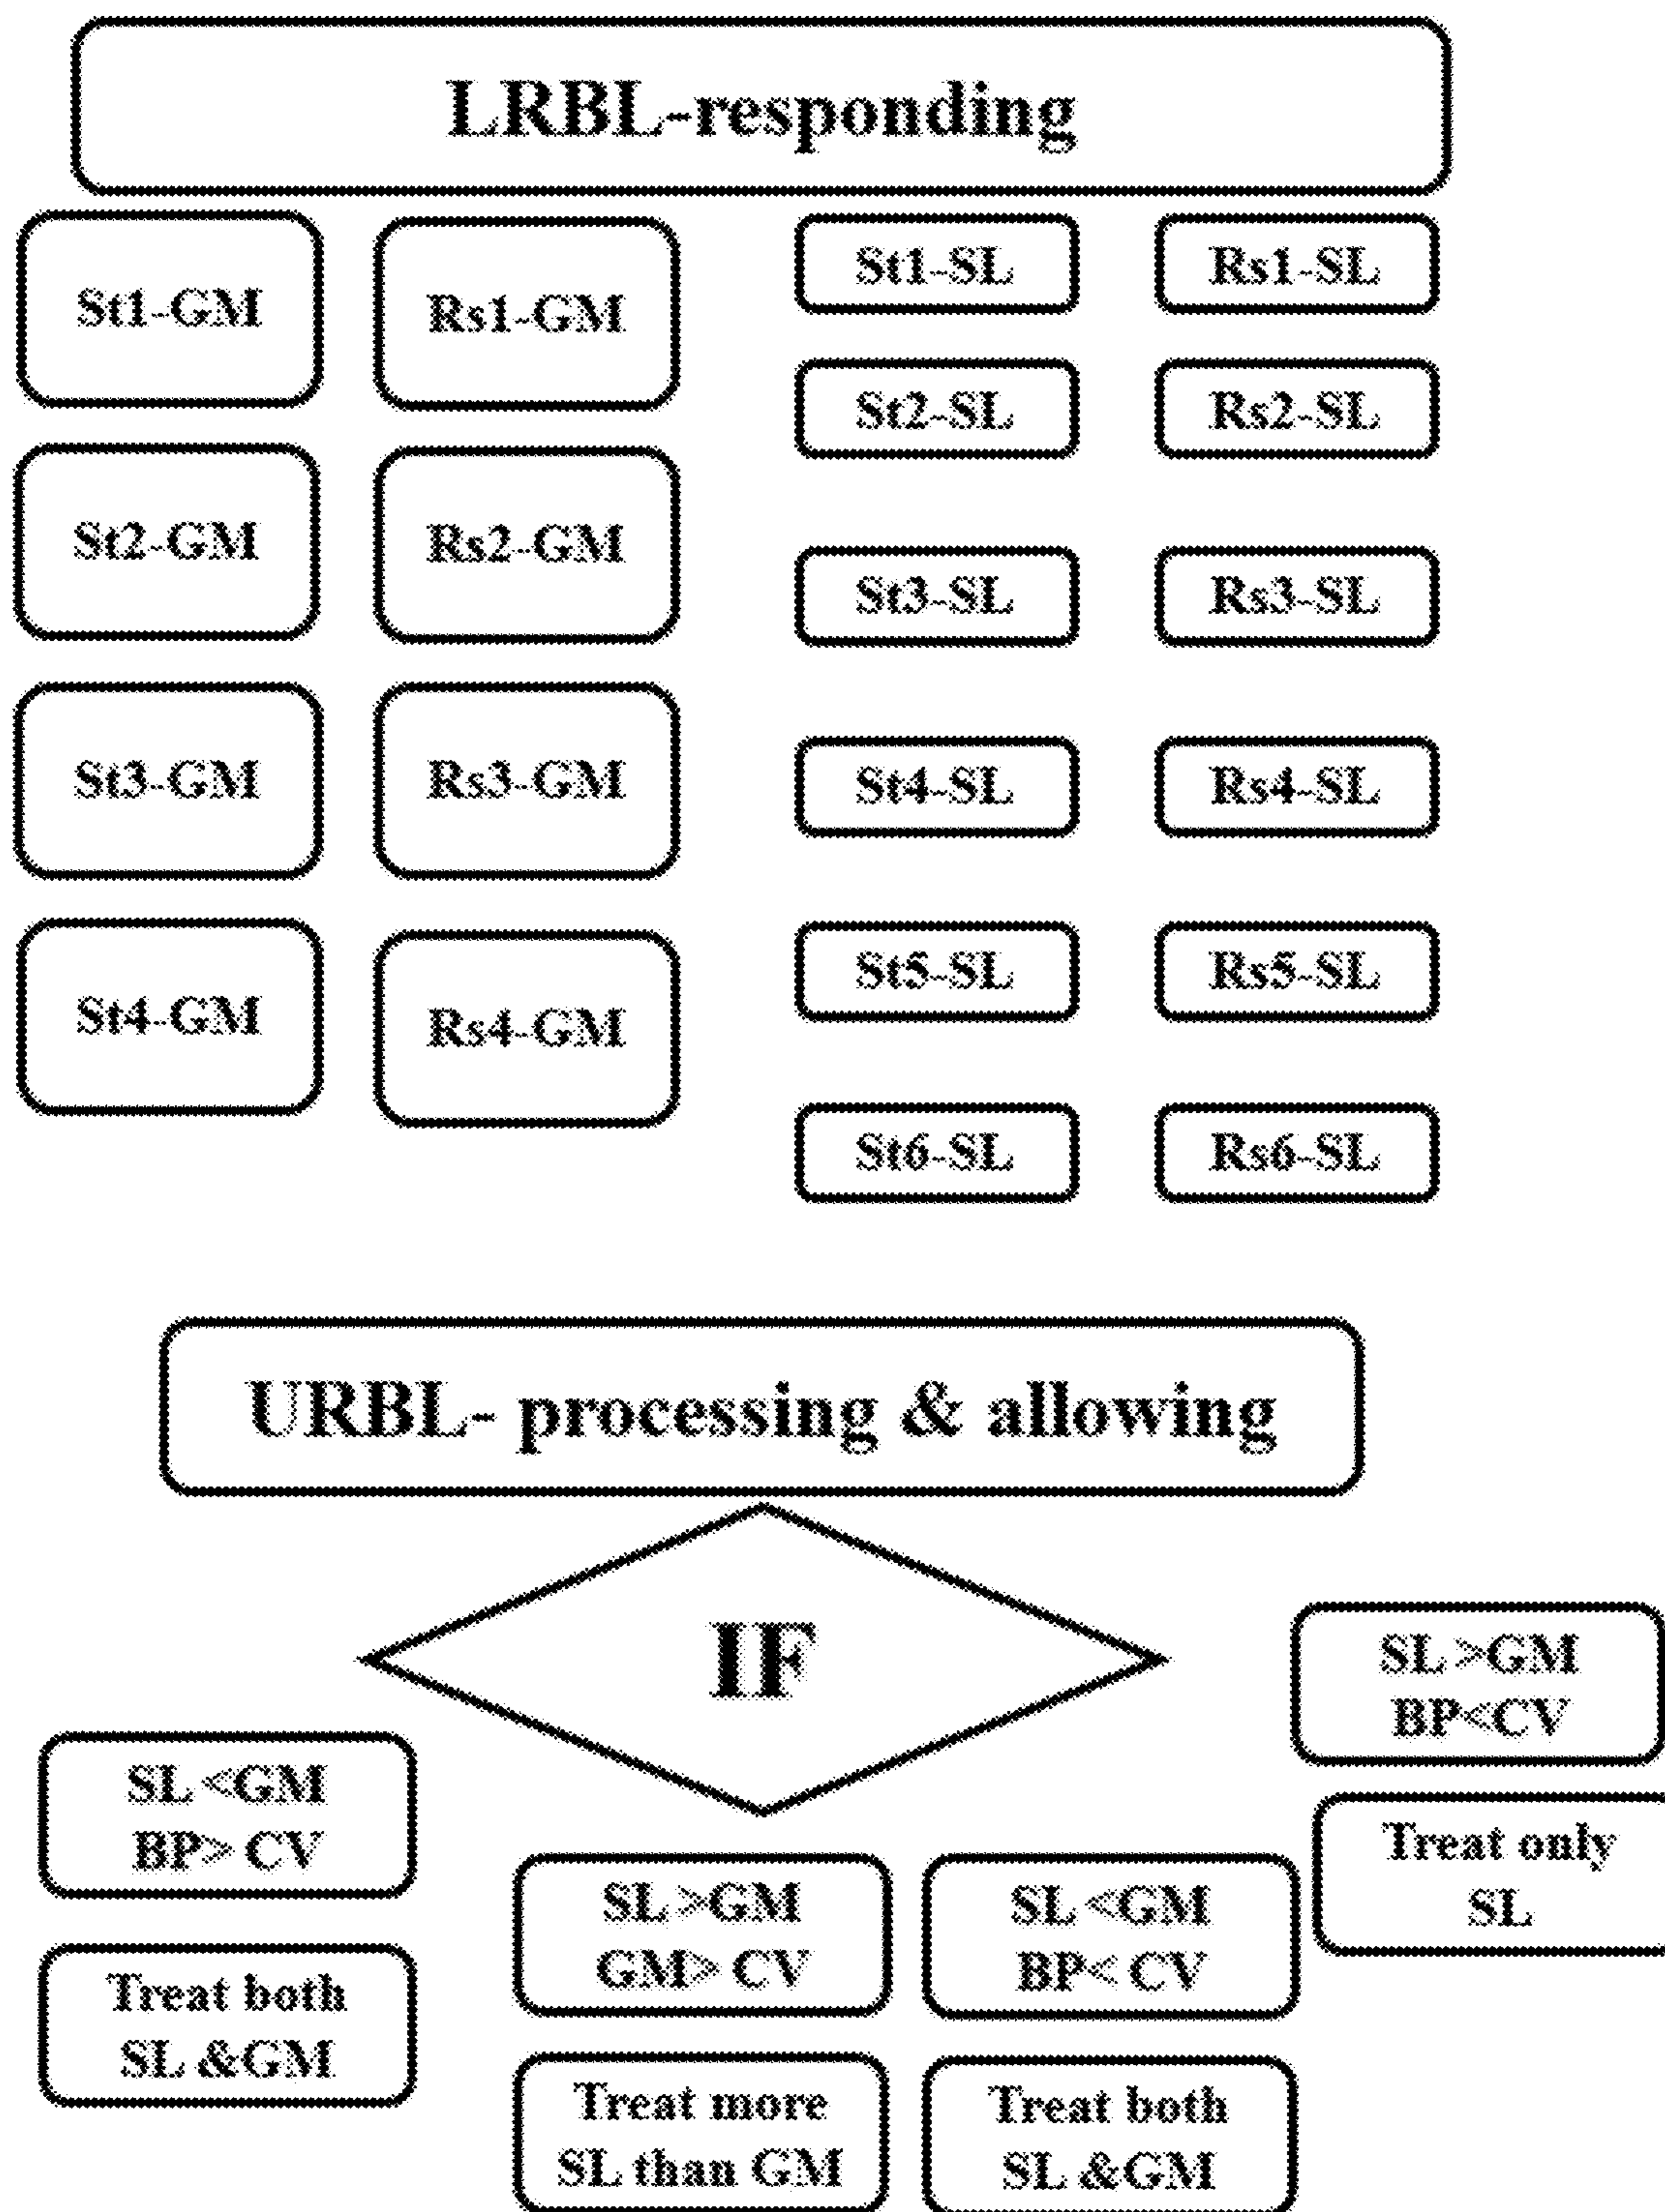 LRBL-responding
St1-GM
Rs1-GM
St1-SL
Rs1-SL
St2-SL
Rs2-SL
St2-GM
Rs2-GM
St3-SL
Rs3-SL
St3-GM
Rs3-GM
St4-SL
Rs4-SL
St4-GM
Rs4-GM
St5-SL
Rs5-SL
St6-SL
Rs6-SL
URBL- processing & allowing
IF
SL <GM
BP> CV
Treat both
SL &GM
SL >GM
GM> CV
Treat more
SL than GM
SL <GM
BP< CV
Treat both
SL &GM
SL >GM
BP<CV
Treat only
SL